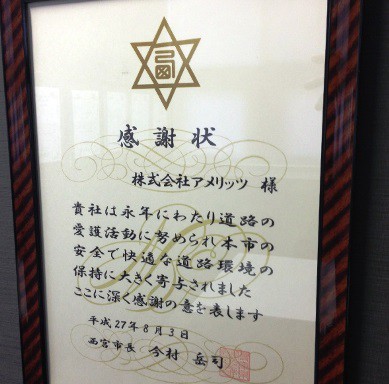 感謝状
株式会社アメリッツ 様
貴社は永年にわたり道路の
愛護活動に努められ本市の
安全で快適な道路環境の
保持に大きく寄与されました
ここに深く感謝の意を表します
平成27年8月3日
西宮市長 今村 岳司